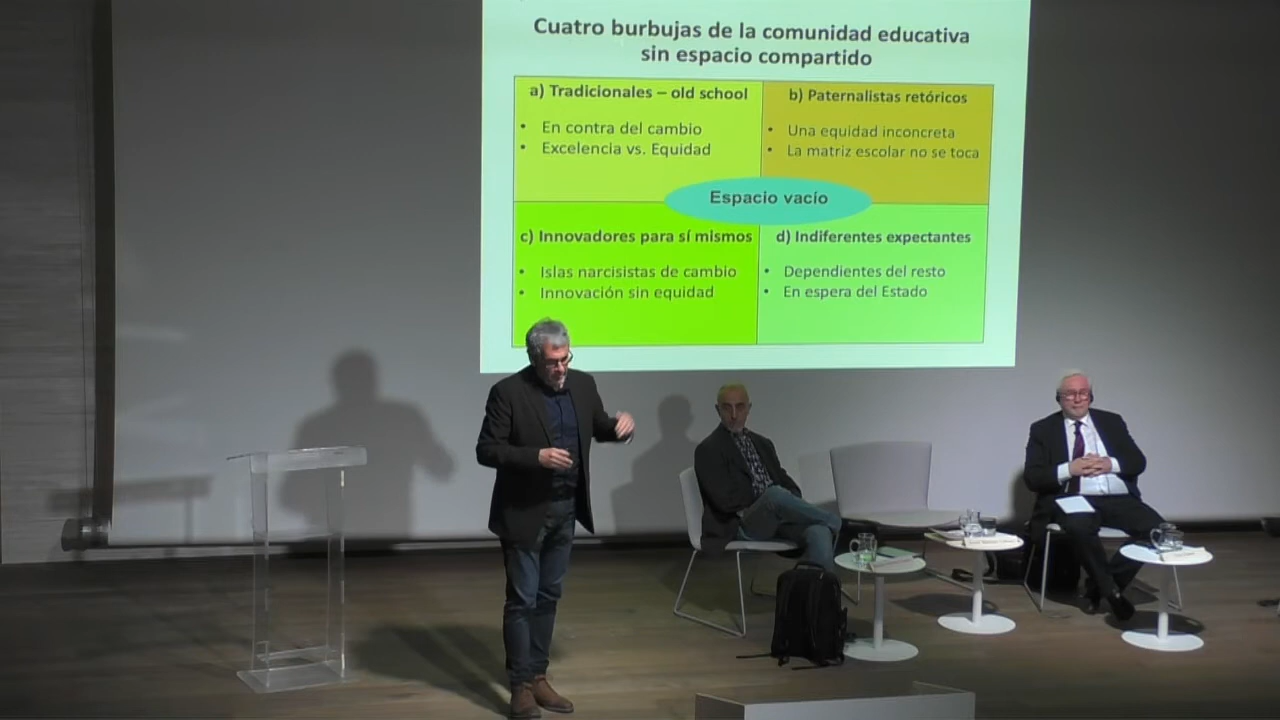 Cuatro burbujas de la comunidad educativa
sin espacio compartido
a) Tradicionales – old school
• En contra del cambio
• Excelencia vs. Equidad
b) Paternalistas retóricos
• Una equidad inconcreta
• La matriz escolar no se toca
Espacio vacío
c) Innovadores para sí mismos
• Islas narcisistas de cambio
• Innovación sin equidad
d) Indiferentes expectantes
• Dependientes del resto
• En espera del Estado